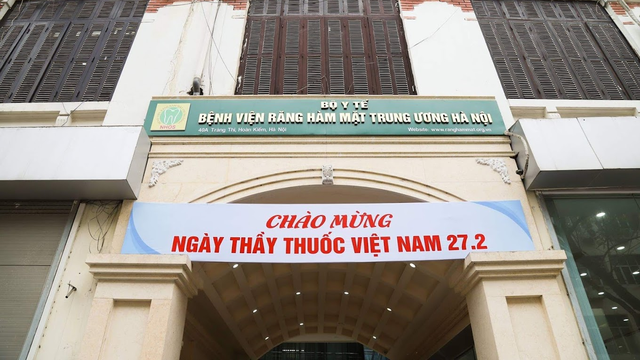 BỘ Y TẾ
BỆNH VIỆN RĂNG HÀM MẶT TRUNG ƯƠNG HÀ NỘI
40A Tràng Thi, Hoàn Kiếm, Hà Nội
NHOS
CHÀO MỪNG
NGÀY THẦY THUỐC VIỆT NAM 27.2